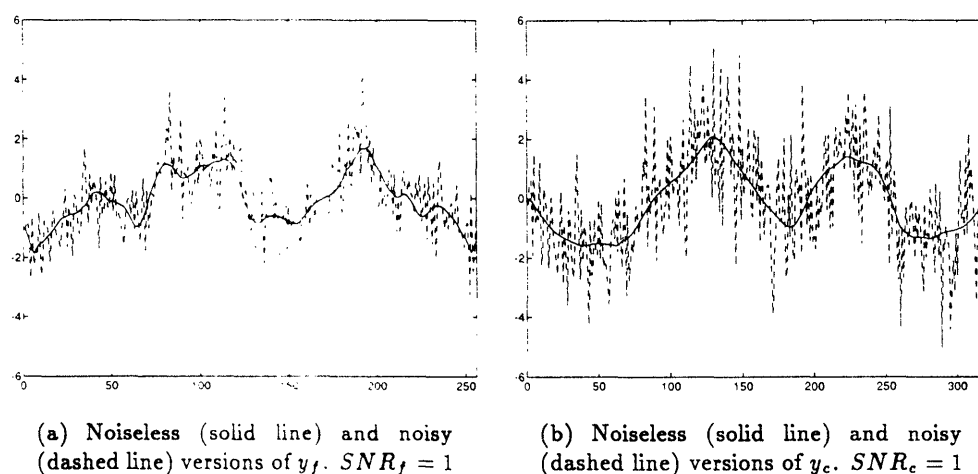 6
4
2
0
-2
-4
-6
0 50 200 250
6
4
2
0
-2
-4
-6
0 50 100 150 200 250 300
(a) Noiseless (solid line) and noisy
(dashed line) versions of y_f. SNR_f = 1
(b) Noiseless (solid line) and noisy
(dashed line) versions of y_c. SNR_c = 1